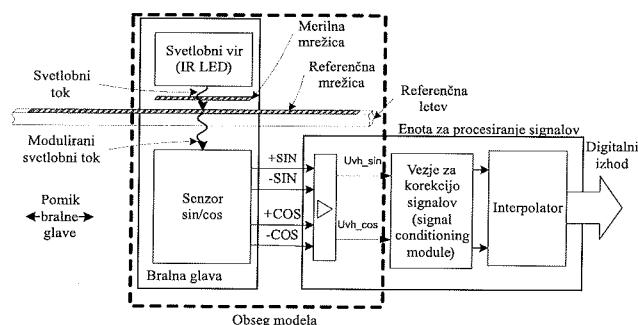 Svetlobni vir
(IR LED)
Merilna
mrežica
Svetlobni
tok
Referenčna
mrežica
Referenčna
letev
Modulirani
svetlobni tok
Enota za procesiranje signalov
Digitalni
izhod
+SIN
-SIN
+COS
-COS
Uvh_sin
Uvh_cos
Senzor
sin/cos
Vezje za
korekcijo
signalov
(signal
conditioning
module)
Interpolator
Pomik
bralne
glave
Bralna glava
Obseg modela